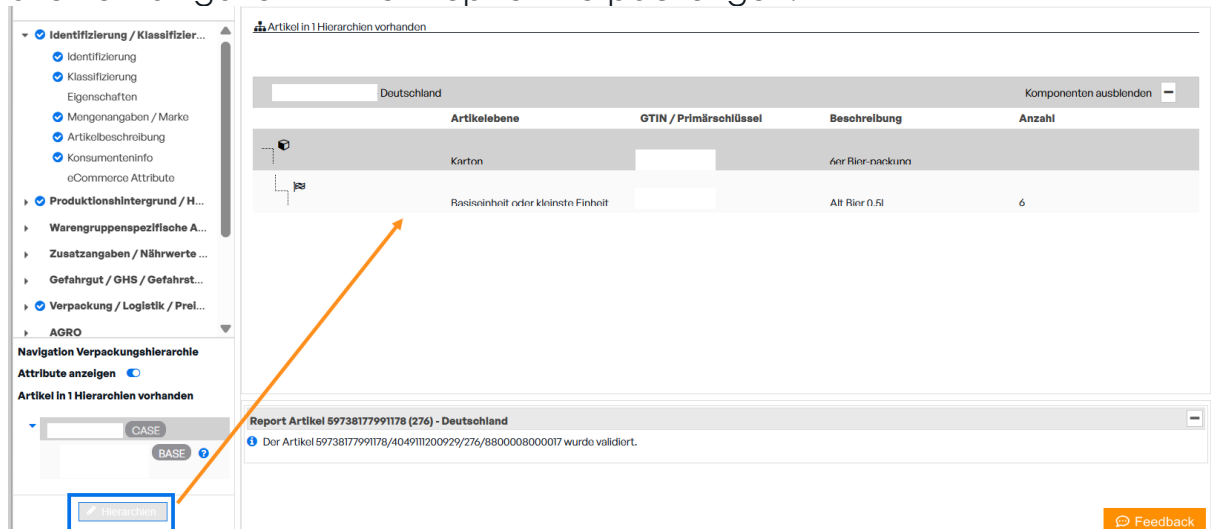 Identifizierung / Klassifizier...
Identifizierung
Klassifizierung
Eigenschaften
Mengenangaben / Marke
Artikelbeschreibung
Konsumenteninfo
eCommerce Attribute
Produktionshintergrund / H...
Warengruppenspezifische A...
Zusatzangaben / Nährwerte ...
Gefahrgut / GHS / Gefahrst...
Verpackung / Logistik / Prei...
AGRO
Navigation Verpackungshierarchie
Attribute anzeigen
Artikel in 1 Hierarchien vorhanden
CASE
BASE
Hierarchien
Artikel in 1 Hierarchien vorhanden
Deutschland Komponenten ausblenden
Artikelebene GTIN / Primärschlüssel Beschreibung Anzahl
Karton 6er Bier-packung
Basiseinheit oder kleinste Einheit Alt Bier 0.5l 6
Report Artikel 59738177991178 (276) - Deutschland
Der Artikel 59738177991178/4049111200929/276/8800008000017 wurde validiert.
Feedback